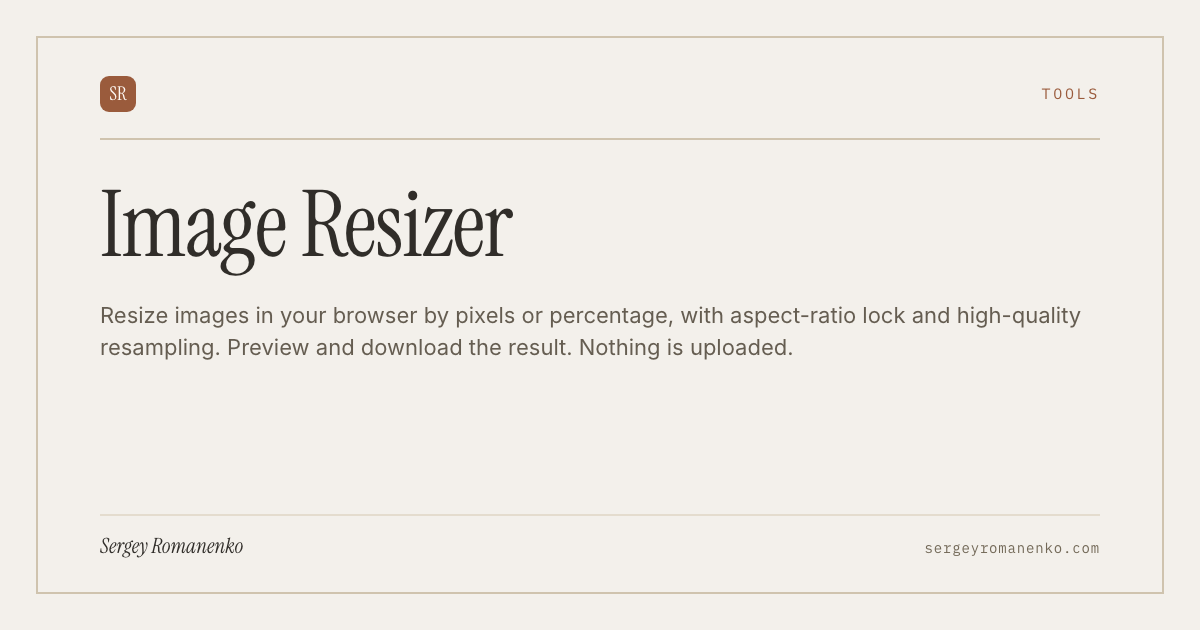 SR
TOOLS
Image Resizer
Resize images in your browser by pixels or percentage, with aspect-ratio lock and high-quality
resampling. Preview and download the result. Nothing is uploaded.
Sergey Romanenko
sergeyromanenko.com